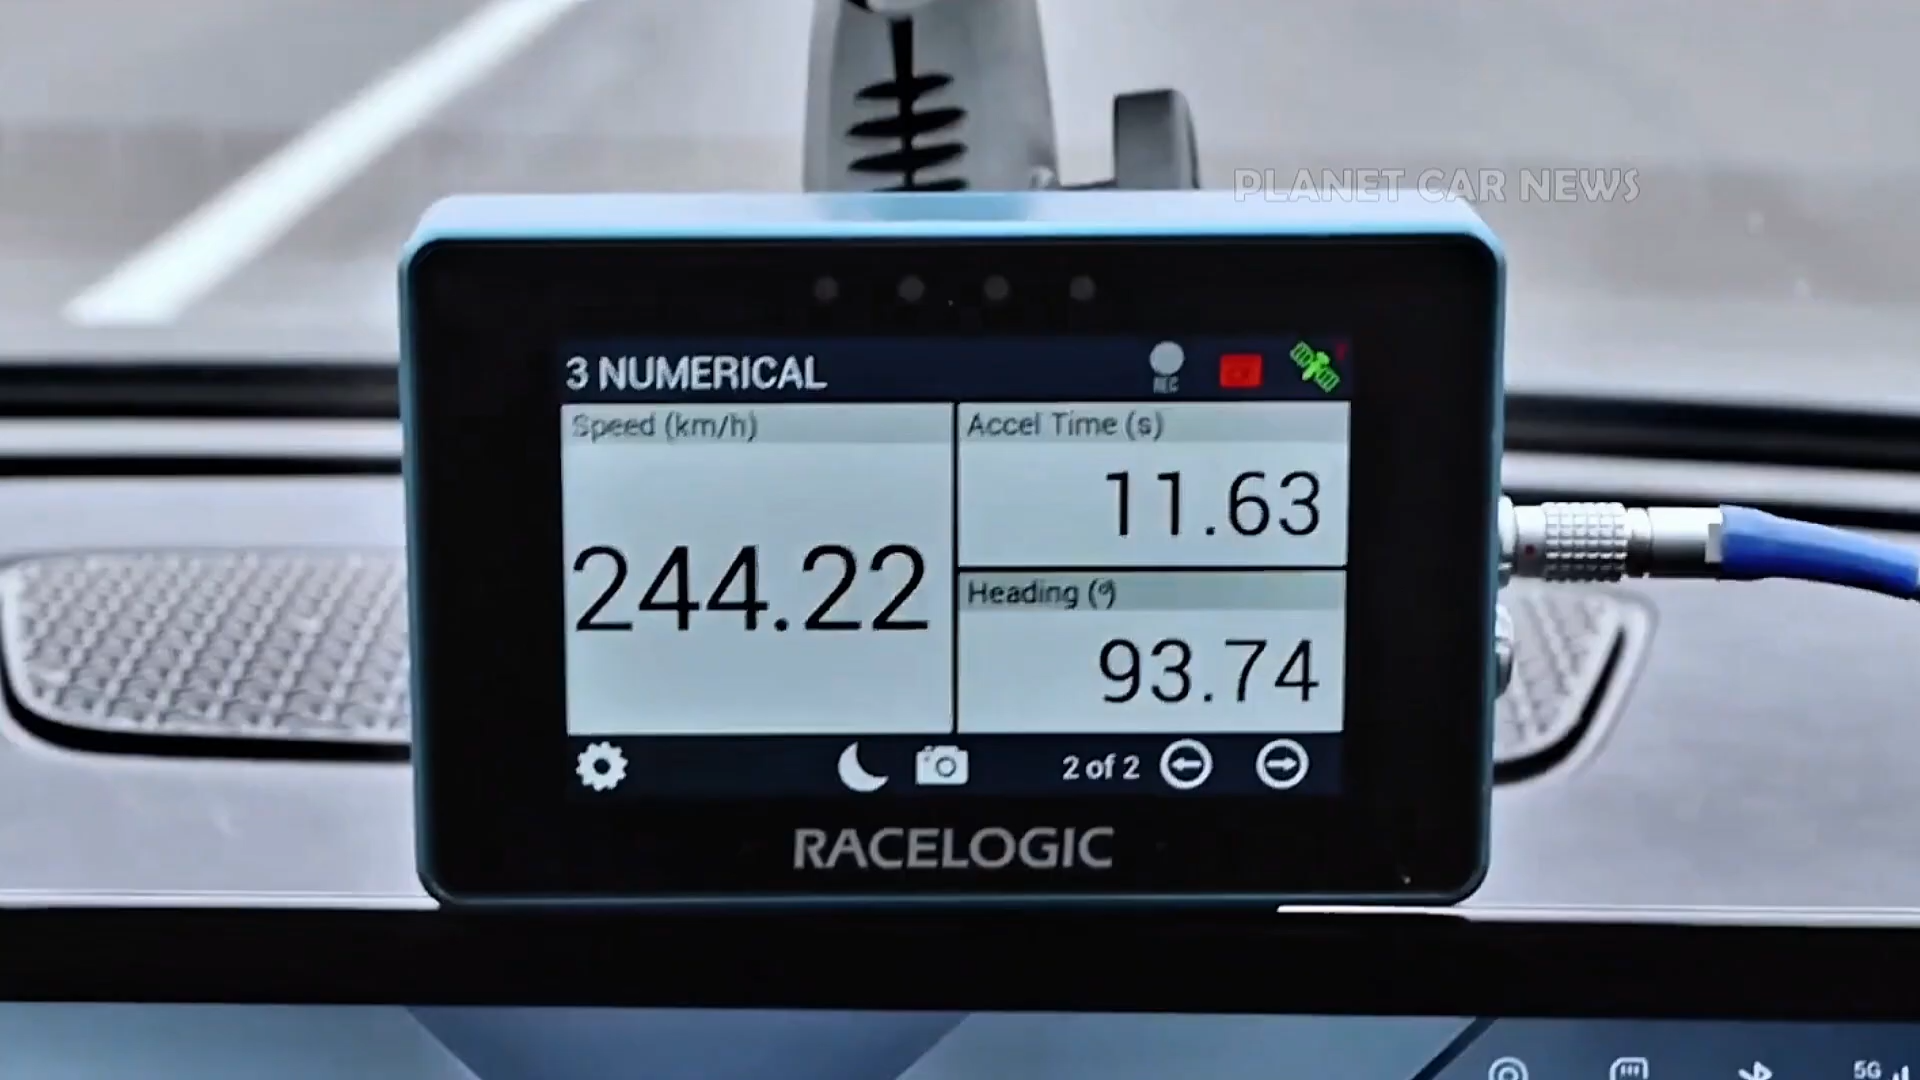 PLANET CAR NEWS
3 NUMERICAL
REC
Speed (km/h)
244.22
Accel Time (s)
11.63
Heading (°)
93.74
2 of 2
RACELOGIC
5G